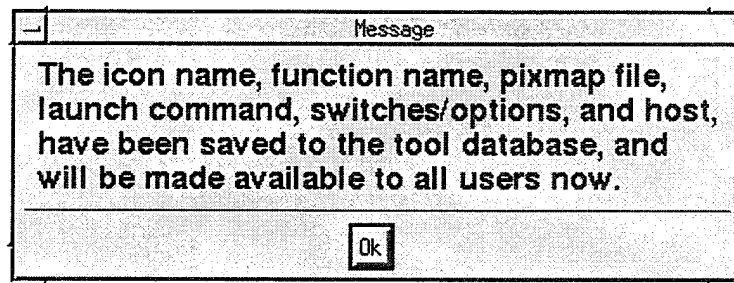 Message
The icon name, function name, pixmap file,
launch command, switches/options, and host,
have been saved to the tool database, and
will be made available to all users now.
Ok